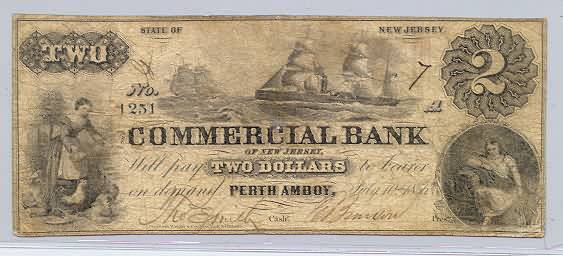 STATE OF NEW JERSEY
TWO
2
No. 7
1251 A
COMMERCIAL BANK
OF NEW JERSEY,
Will pay TWO DOLLARS to bearer
on demand PERTH AMBOY,
Cash. Pres.